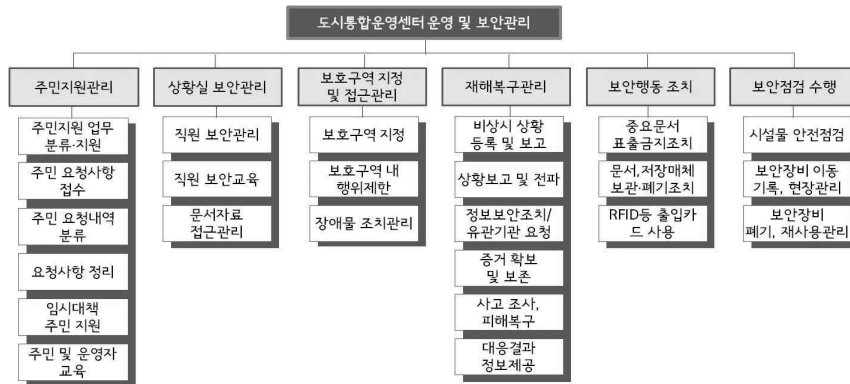 도시통합운영센터 운영 및 보안관리
주민지원관리
주민지원 업무
분류·지원
주민 요청사항
접수
주민 요청내역
분류
요청사항 정리
임시대책
주민 지원
주민 및 운영자
교육
상황실 보안관리
직원 보안관리
직원 보안교육
문서자료
접근관리
보호구역 지정
및 접근관리
보호구역 지정
보호구역 내
행위제한
장애물 조치관리
재해복구관리
비상시 상황
등록 및 보고
상황보고 및 전파
정보보안조치/
유관기관 요청
증거 확보
및 보존
사고 조사,
피해복구
대응결과
정보제공
보안행동 조치
중요문서
표출금지조치
문서,저장매체
보관·폐기조치
RFID등 출입카
드 사용
보안점검 수행
시설물 안전점검
보안장비 이동
기록, 현장관리
보안장비
폐기, 재사용관리